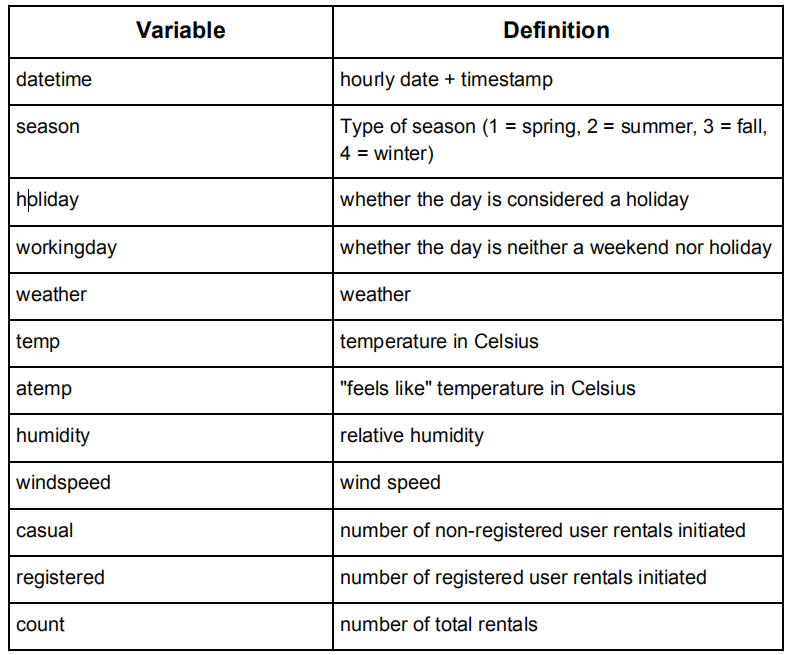 Variable Definition
datetime hourly date + timestamp
season Type of season (1 = spring, 2 = summer, 3 = fall,
4 = winter)
holiday whether the day is considered a holiday
workingday whether the day is neither a weekend nor holiday
weather weather
temp temperature in Celsius
atemp "feels like" temperature in Celsius
humidity relative humidity
windspeed wind speed
casual number of non-registered user rentals initiated
registered number of registered user rentals initiated
count number of total rentals